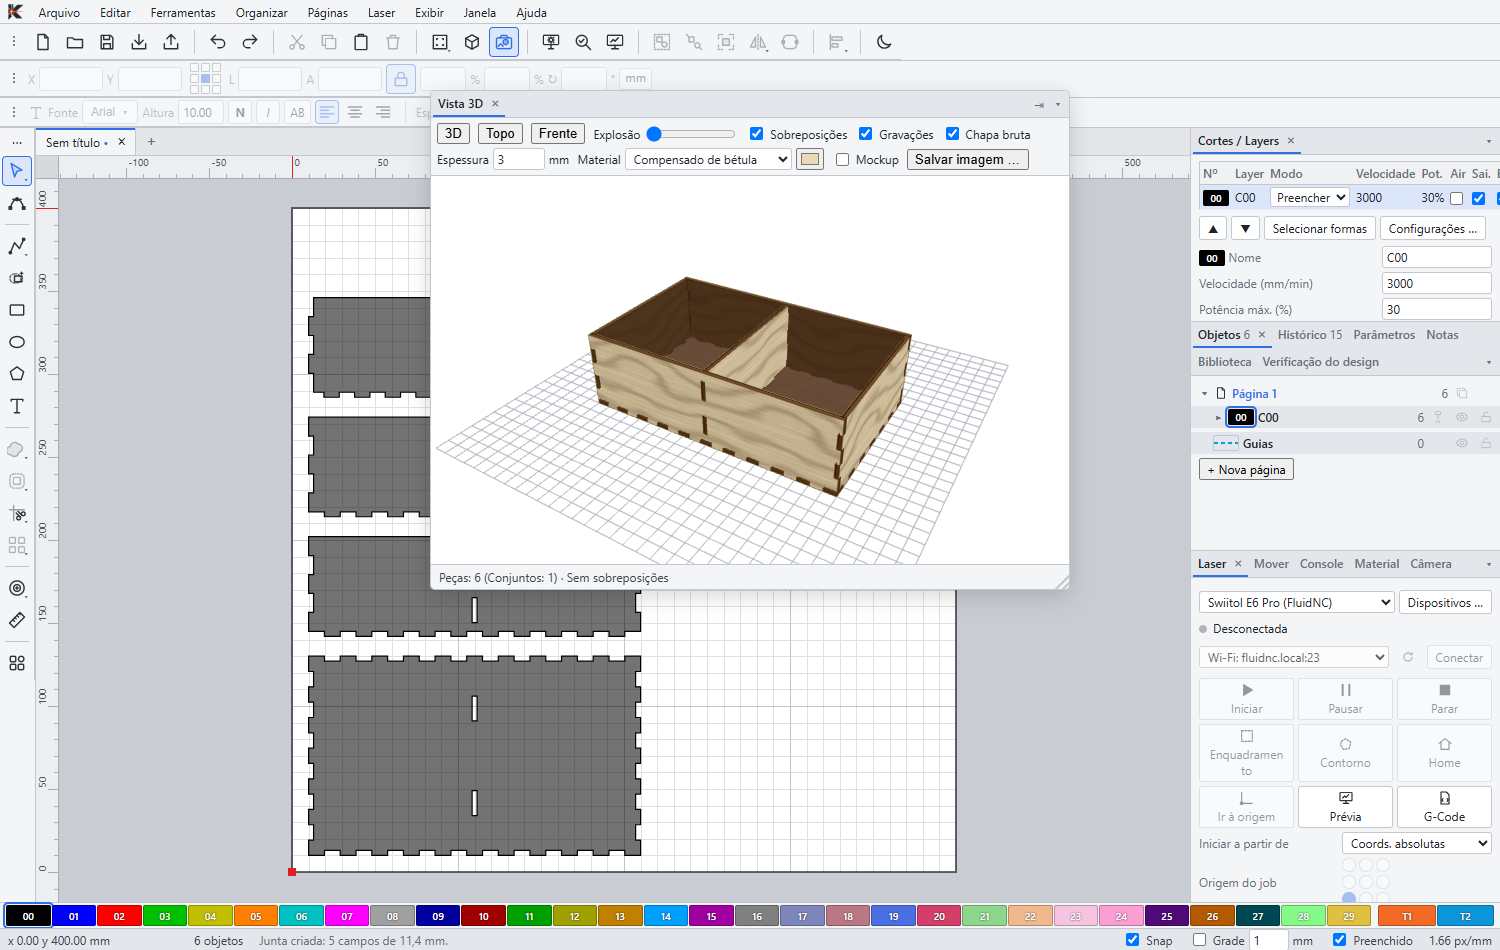 Arquivo Editar Ferramentas Organizar Páginas Laser Exibir Janela Ajuda
X Y L A % % ° mm
Fonte Arial Altura 10.00 N I AB
Vista 3D
3D Topo Frente Explosão Sobreposições Gravações Chapa bruta
Espessura 3 mm Material Compensado de bétula Mockup Salvar imagem ...
Peças: 6 (Conjuntos: 1) · Sem sobreposições
Sem título •
-100 -50 0 50 500
400
350
300
250
200
150
100
50
0
Cortes / Layers
Nº Layer Modo Velocidade Pot. Air Sai.
00 C00 Preencher 3000 30%
▲ ▼ Selecionar formas Configurações ...
00 Nome C00
Velocidade (mm/min) 3000
Potência máx. (%) 30
Objetos 6 Histórico 15 Parâmetros Notas
Biblioteca Verificação do design
Página 1 6
00 C00 6
Guias 0
+ Nova página
Laser Mover Console Material Câmera
Swiitol E6 Pro (FluidNC) Dispositivos ...
Desconectada
Wi-Fi: fluidnc.local:23 Conectar
Iniciar Pausar Parar
Enquadramen
to
Contorno Home
Ir à origem Prévia G-Code
Iniciar a partir de Coords. absolutas
Origem do job
00 01 02 03 04 05 06 07 08 09 10 11 12 13 14 15 16 17 18 19 20 21 22 23 24 25 26 27 28 29 T1 T2
x 0.00 y 400.00 mm 6 objetos Junta criada: 5 campos de 11,4 mm. Snap Grade 1 mm Preenchido 1.66 px/mm